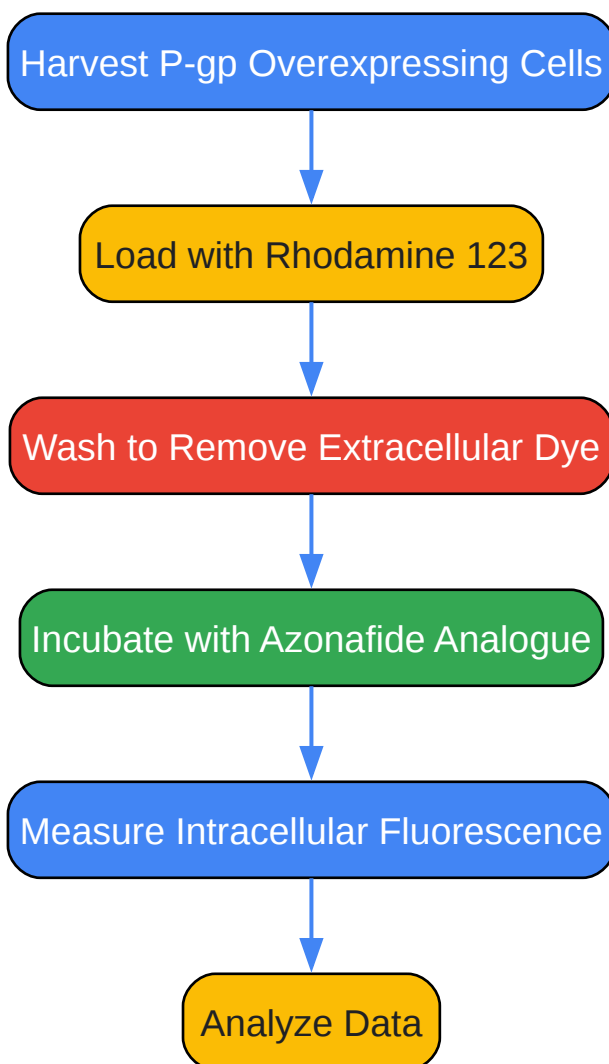 Harvest P-gp Overexpressing Cells
Load with Rhodamine 123
Wash to Remove Extracellular Dye
Incubate with Azonafide Analogue
Measure Intracellular Fluorescence
Analyze Data